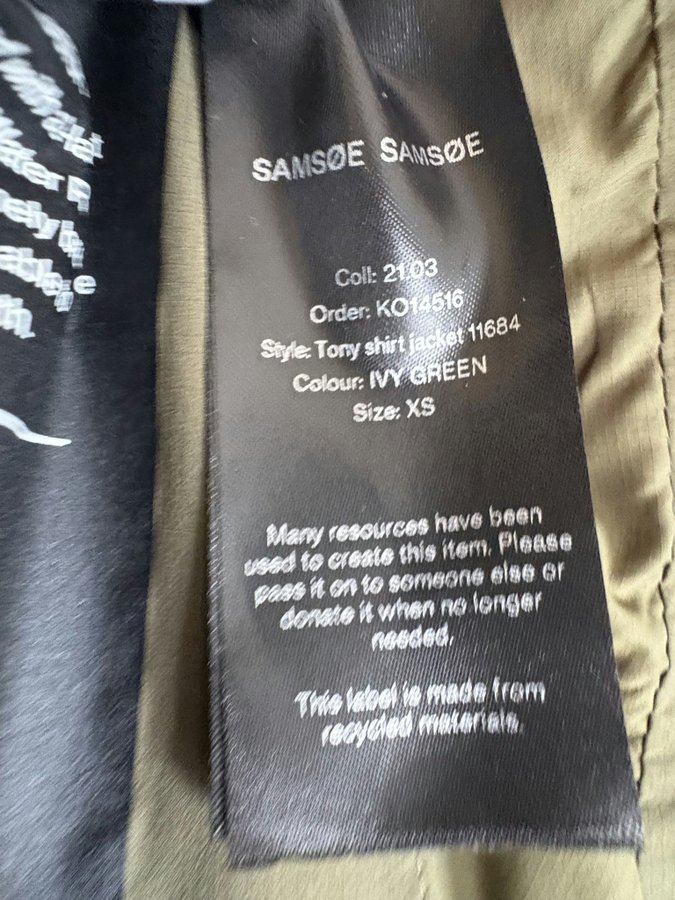 SAMSØE SAMSØE
Coll: 2103
Order: KO14516
Style: Tony shirt jacket 11684
Colour: IVY GREEN
Size: XS
Many resources have been
used to create this item. Please
pass it on to someone else or
donate it when no longer
needed.
This label is made from
recycled materials.